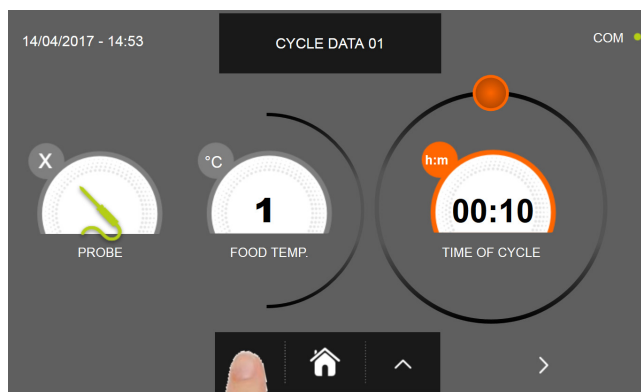 14/04/2017 - 14:53
CYCLE DATA 01
COM
X
°C
h:m
1
00:10
PROBE
FOOD TEMP.
TIME OF CYCLE